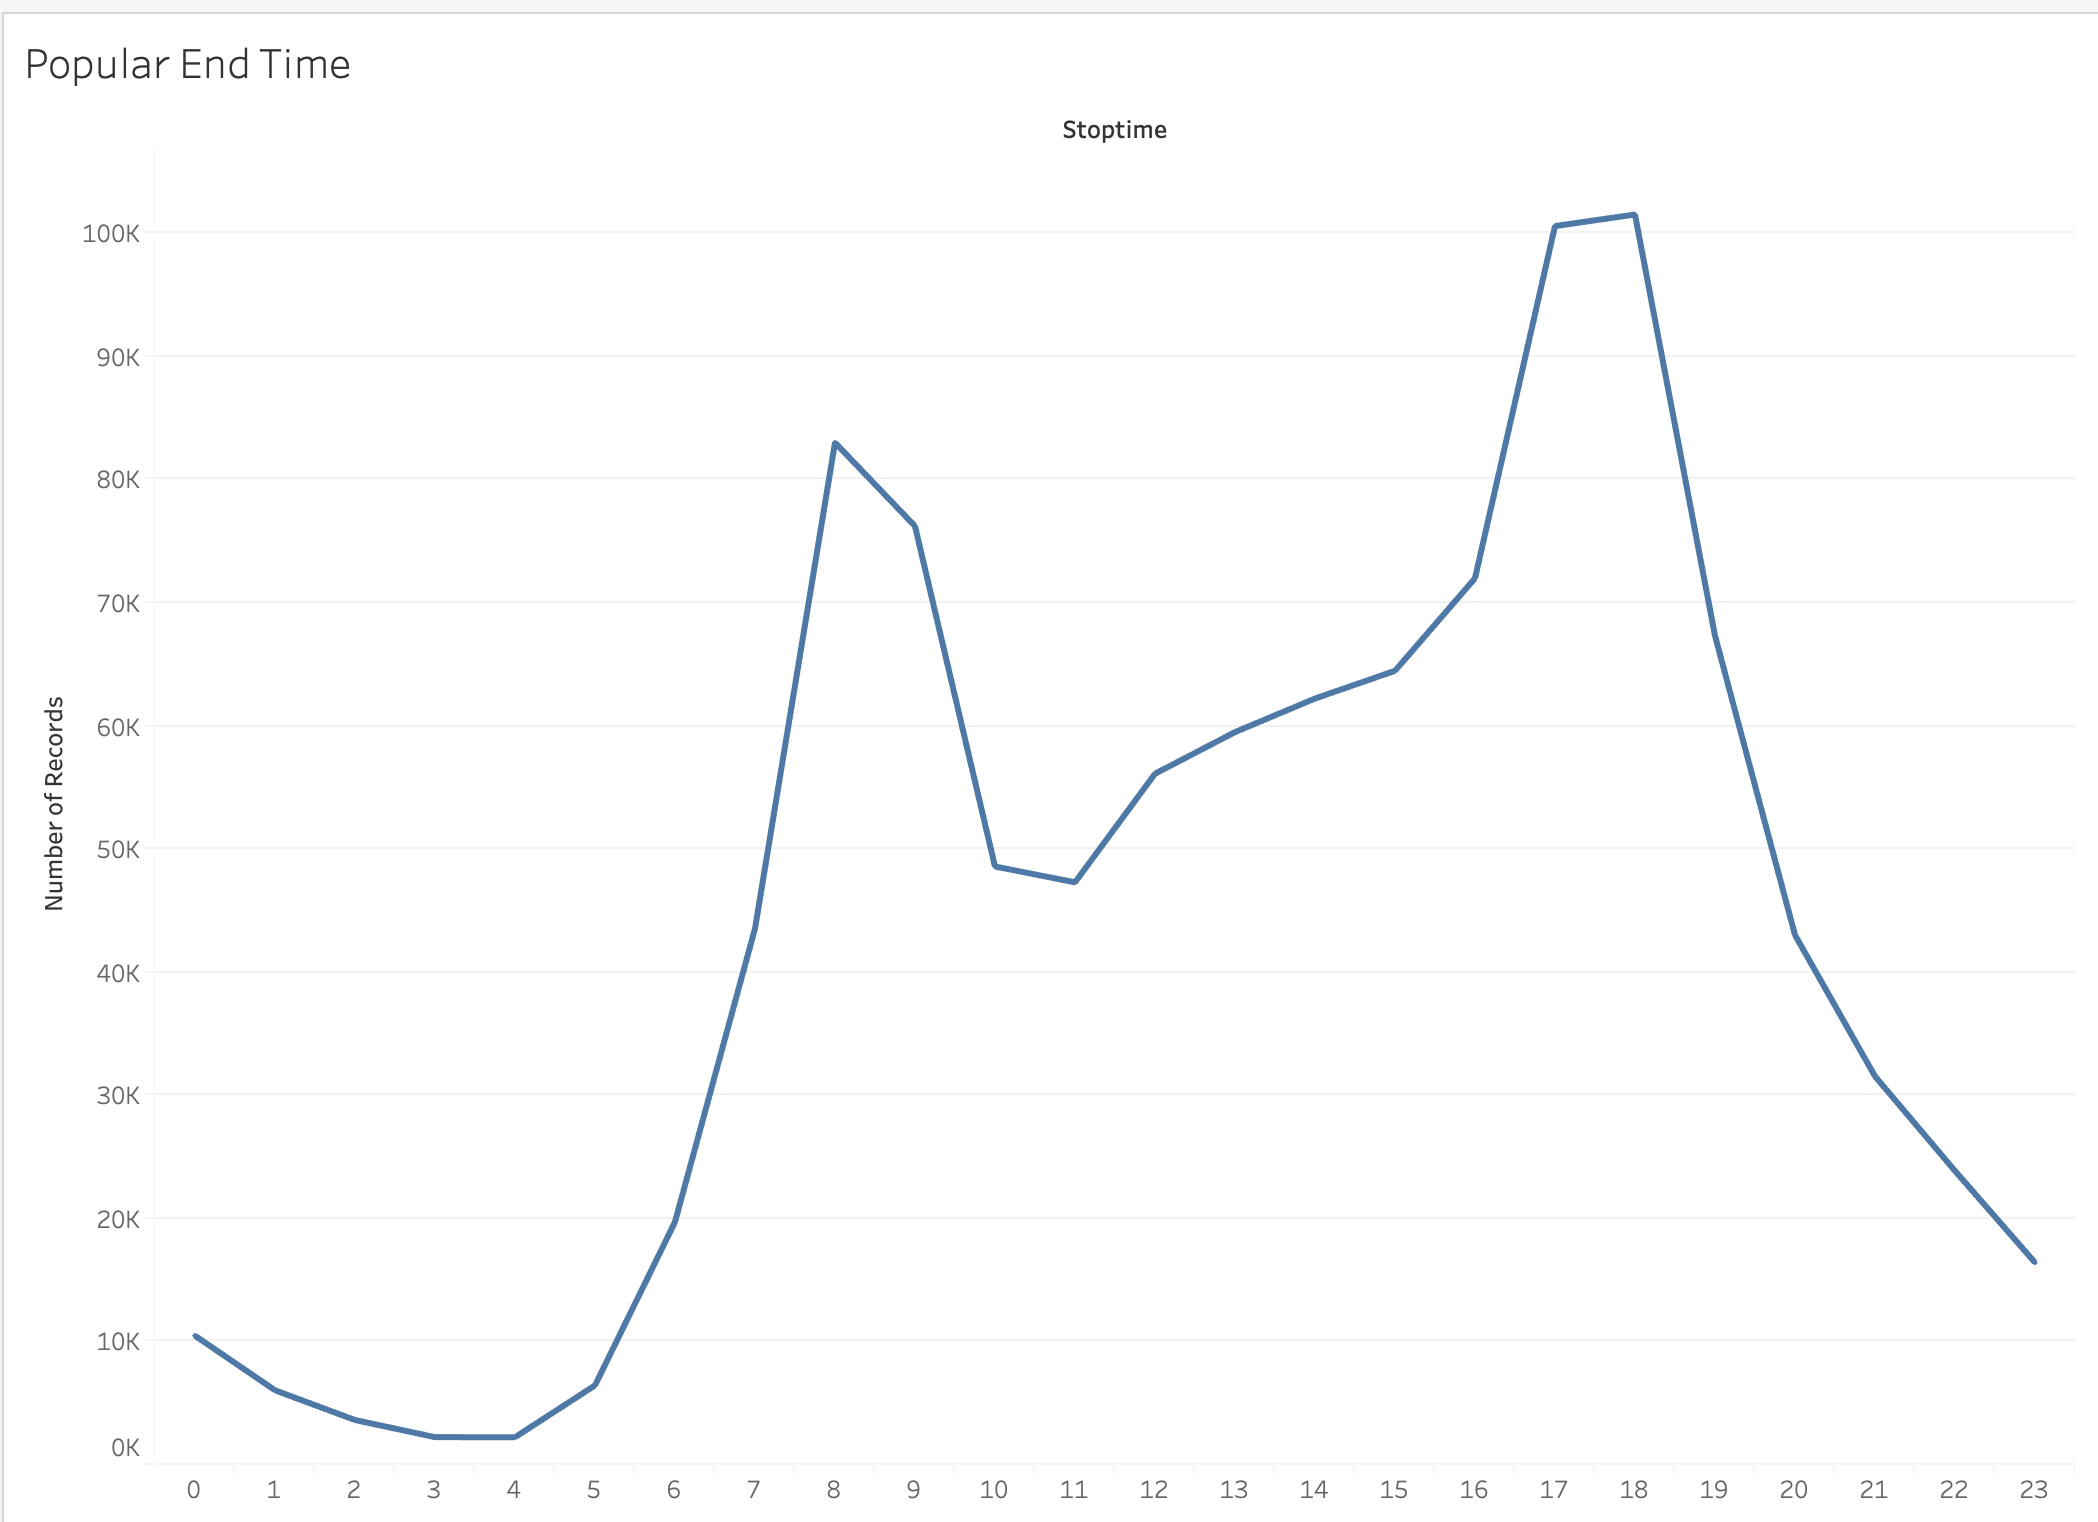 Popular End Time
Stoptime
100K
90K
80K
70K
60K
50K
40K
30K
20K
10K
0K
Number of Records
0 1 2 3 4 5 6 7 8 9 10 11 12 13 14 15 16 17 18 19 20 21 22 23